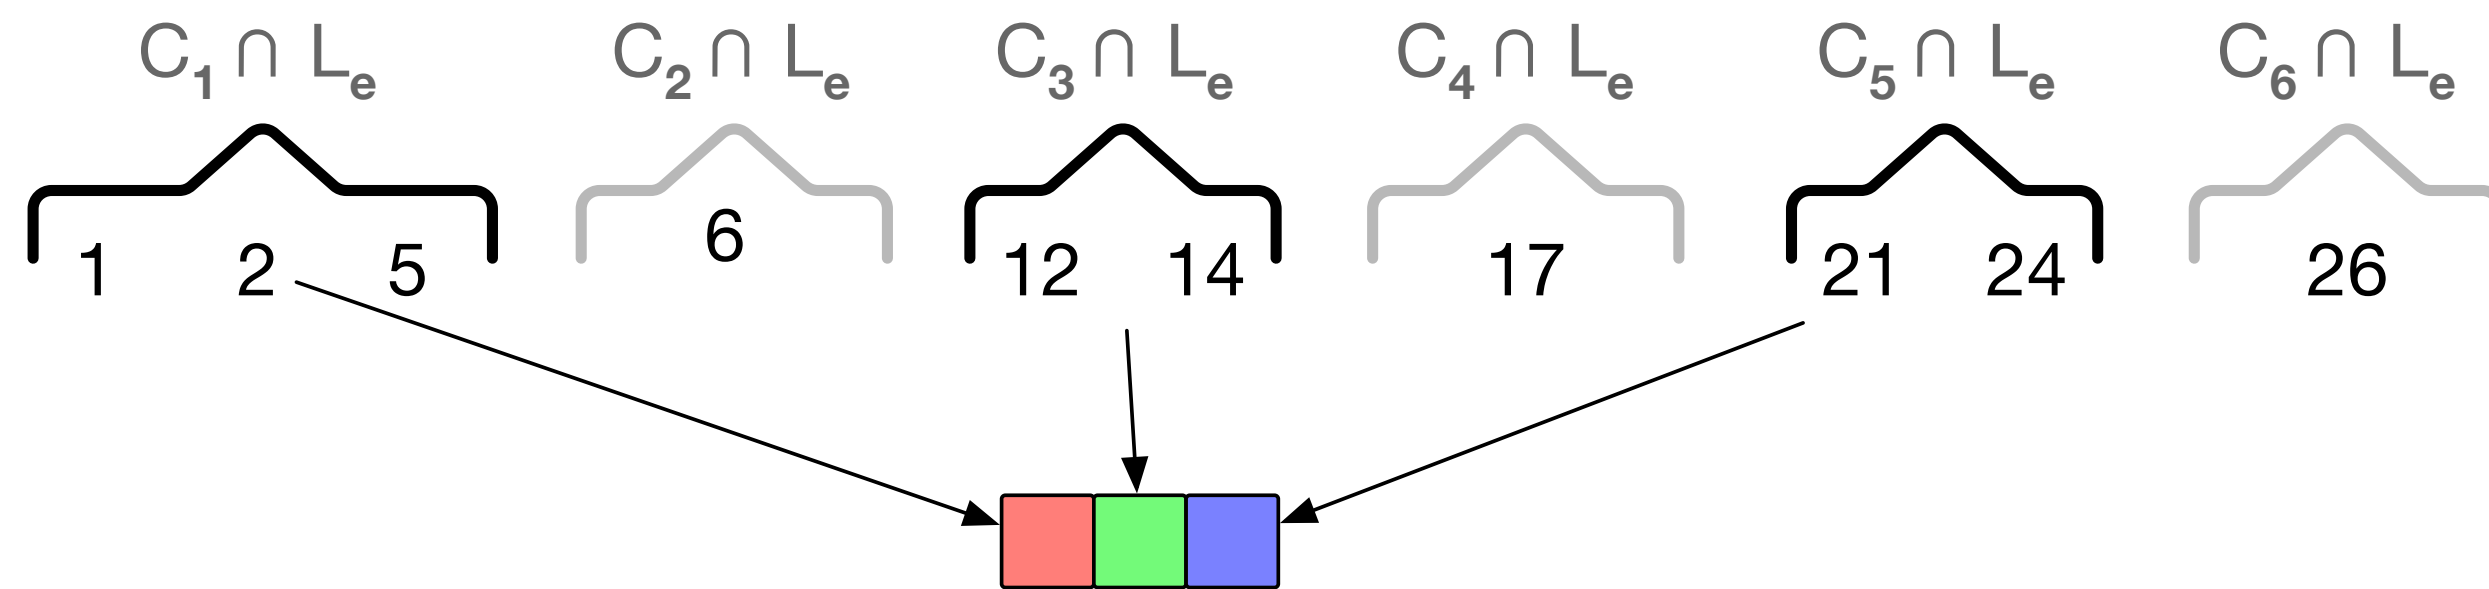 C₁ ∩ Lₑ C₂ ∩ Lₑ C₃ ∩ Lₑ C₄ ∩ Lₑ C₅ ∩ Lₑ C₆ ∩ Lₑ
1 2 5 6 12 14 17 21 24 26